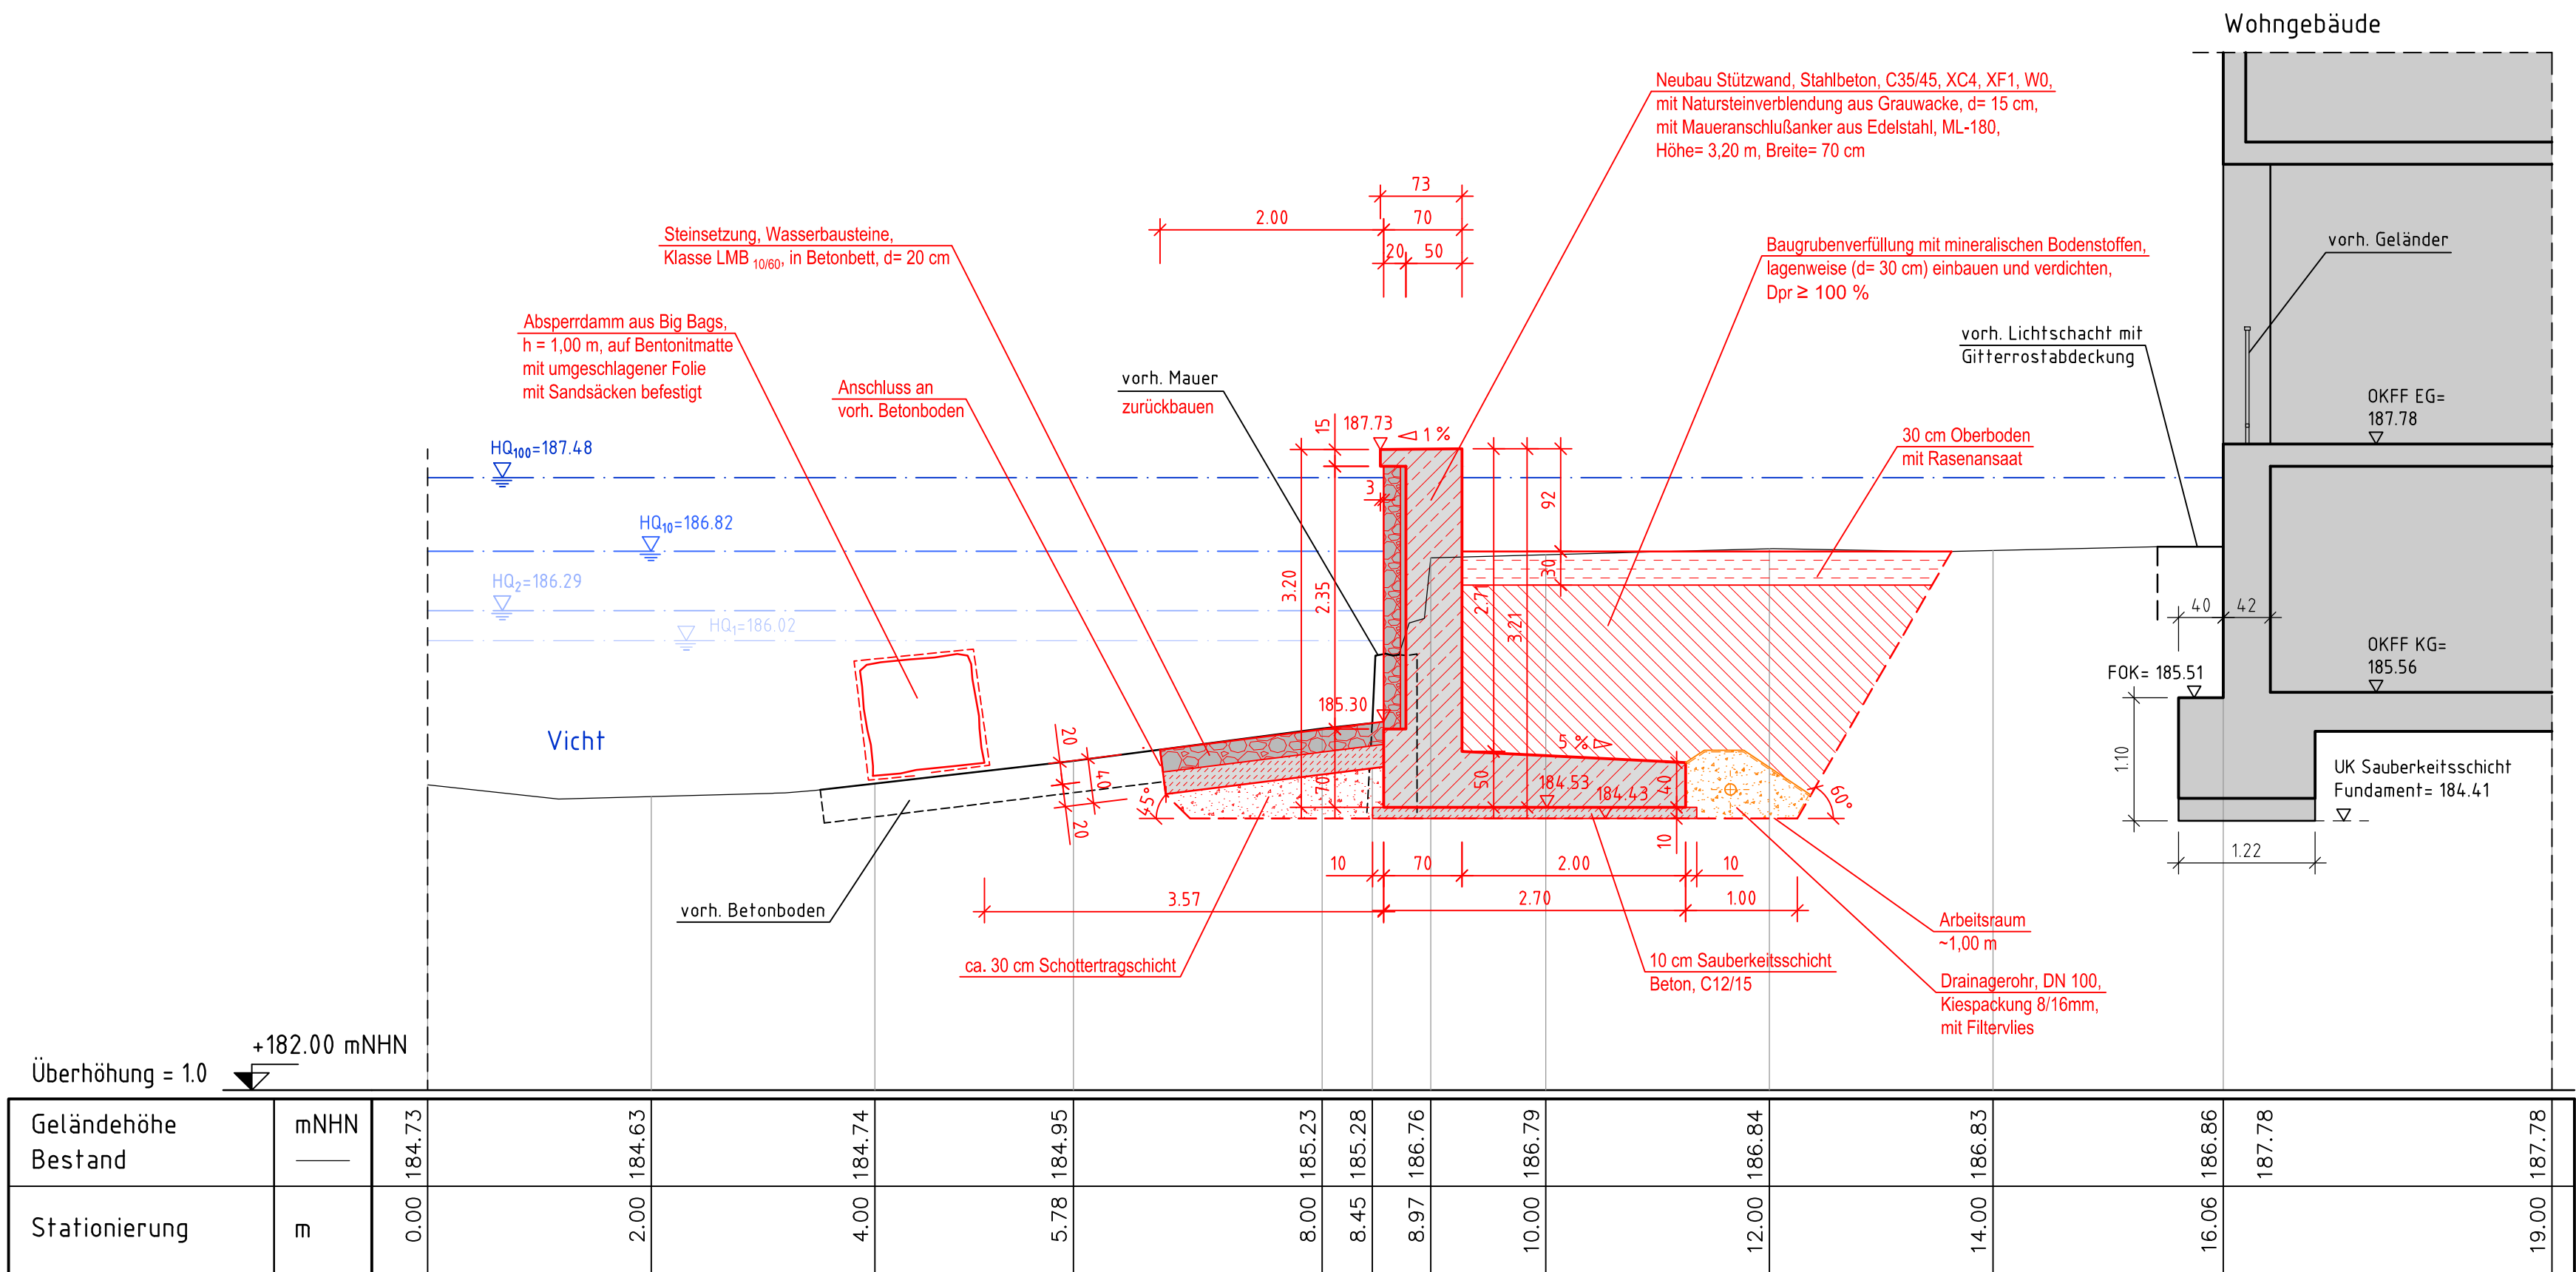 Wohngebäude
Neubau Stützwand, Stahlbeton, C35/45, XC4, XF1, W0,
mit Natursteinverblendung aus Grauwacke, d= 15 cm,
mit Maueranschlußanker aus Edelstahl, ML-180,
Höhe= 3,20 m, Breite= 70 cm
73
2.00
70
20
50
Steinsetzung, Wasserbausteine,
Klasse LMB 10/60, in Betonbett, d= 20 cm
Baugrubenverfüllung mit mineralischen Bodenstoffen,
lagenweise (d= 30 cm) einbauen und verdichten,
Dpr ≥ 100 %
vorh. Geländer
Absperrdamm aus Big Bags,
h = 1,00 m, auf Bentonitmatte
mit umgeschlagener Folie
mit Sandsäcken befestigt
vorh. Lichtschacht mit
Gitterrostabdeckung
Anschluss an
vorh. Betonboden
vorh. Mauer
zurückbauen
OKFF EG=
187.78
15
187.73
1 %
30 cm Oberboden
mit Rasenansaat
HQ100=187.48
HQ10=186.82
HQ2=186.29
HQ1=186.02
3
92
30
3.20
2.35
2.71
3.21
40
42
OKFF KG=
185.56
FOK= 185.51
185.30
Vicht
20
40
20
70
45°
5 %
50
184.53
184.43
40
10
60°
1.10
UK Sauberkeitsschicht
Fundament= 184.41
1.22
10
70
2.00
10
3.57
2.70
1.00
vorh. Betonboden
ca. 30 cm Schottertragschicht
10 cm Sauberkeitsschicht
Beton, C12/15
Arbeitsraum
~1,00 m
Drainagerohr, DN 100,
Kiespackung 8/16mm,
mit Filtervlies
+182.00 mNHN
Überhöhung = 1.0
Geländehöhe
Bestand
mNHN
184.73
184.63
184.74
184.95
185.23
185.28
186.76
186.79
186.84
186.83
186.86
187.78
187.78
Stationierung
m
0.00
2.00
4.00
5.78
8.00
8.45
8.97
10.00
12.00
14.00
16.06
19.00